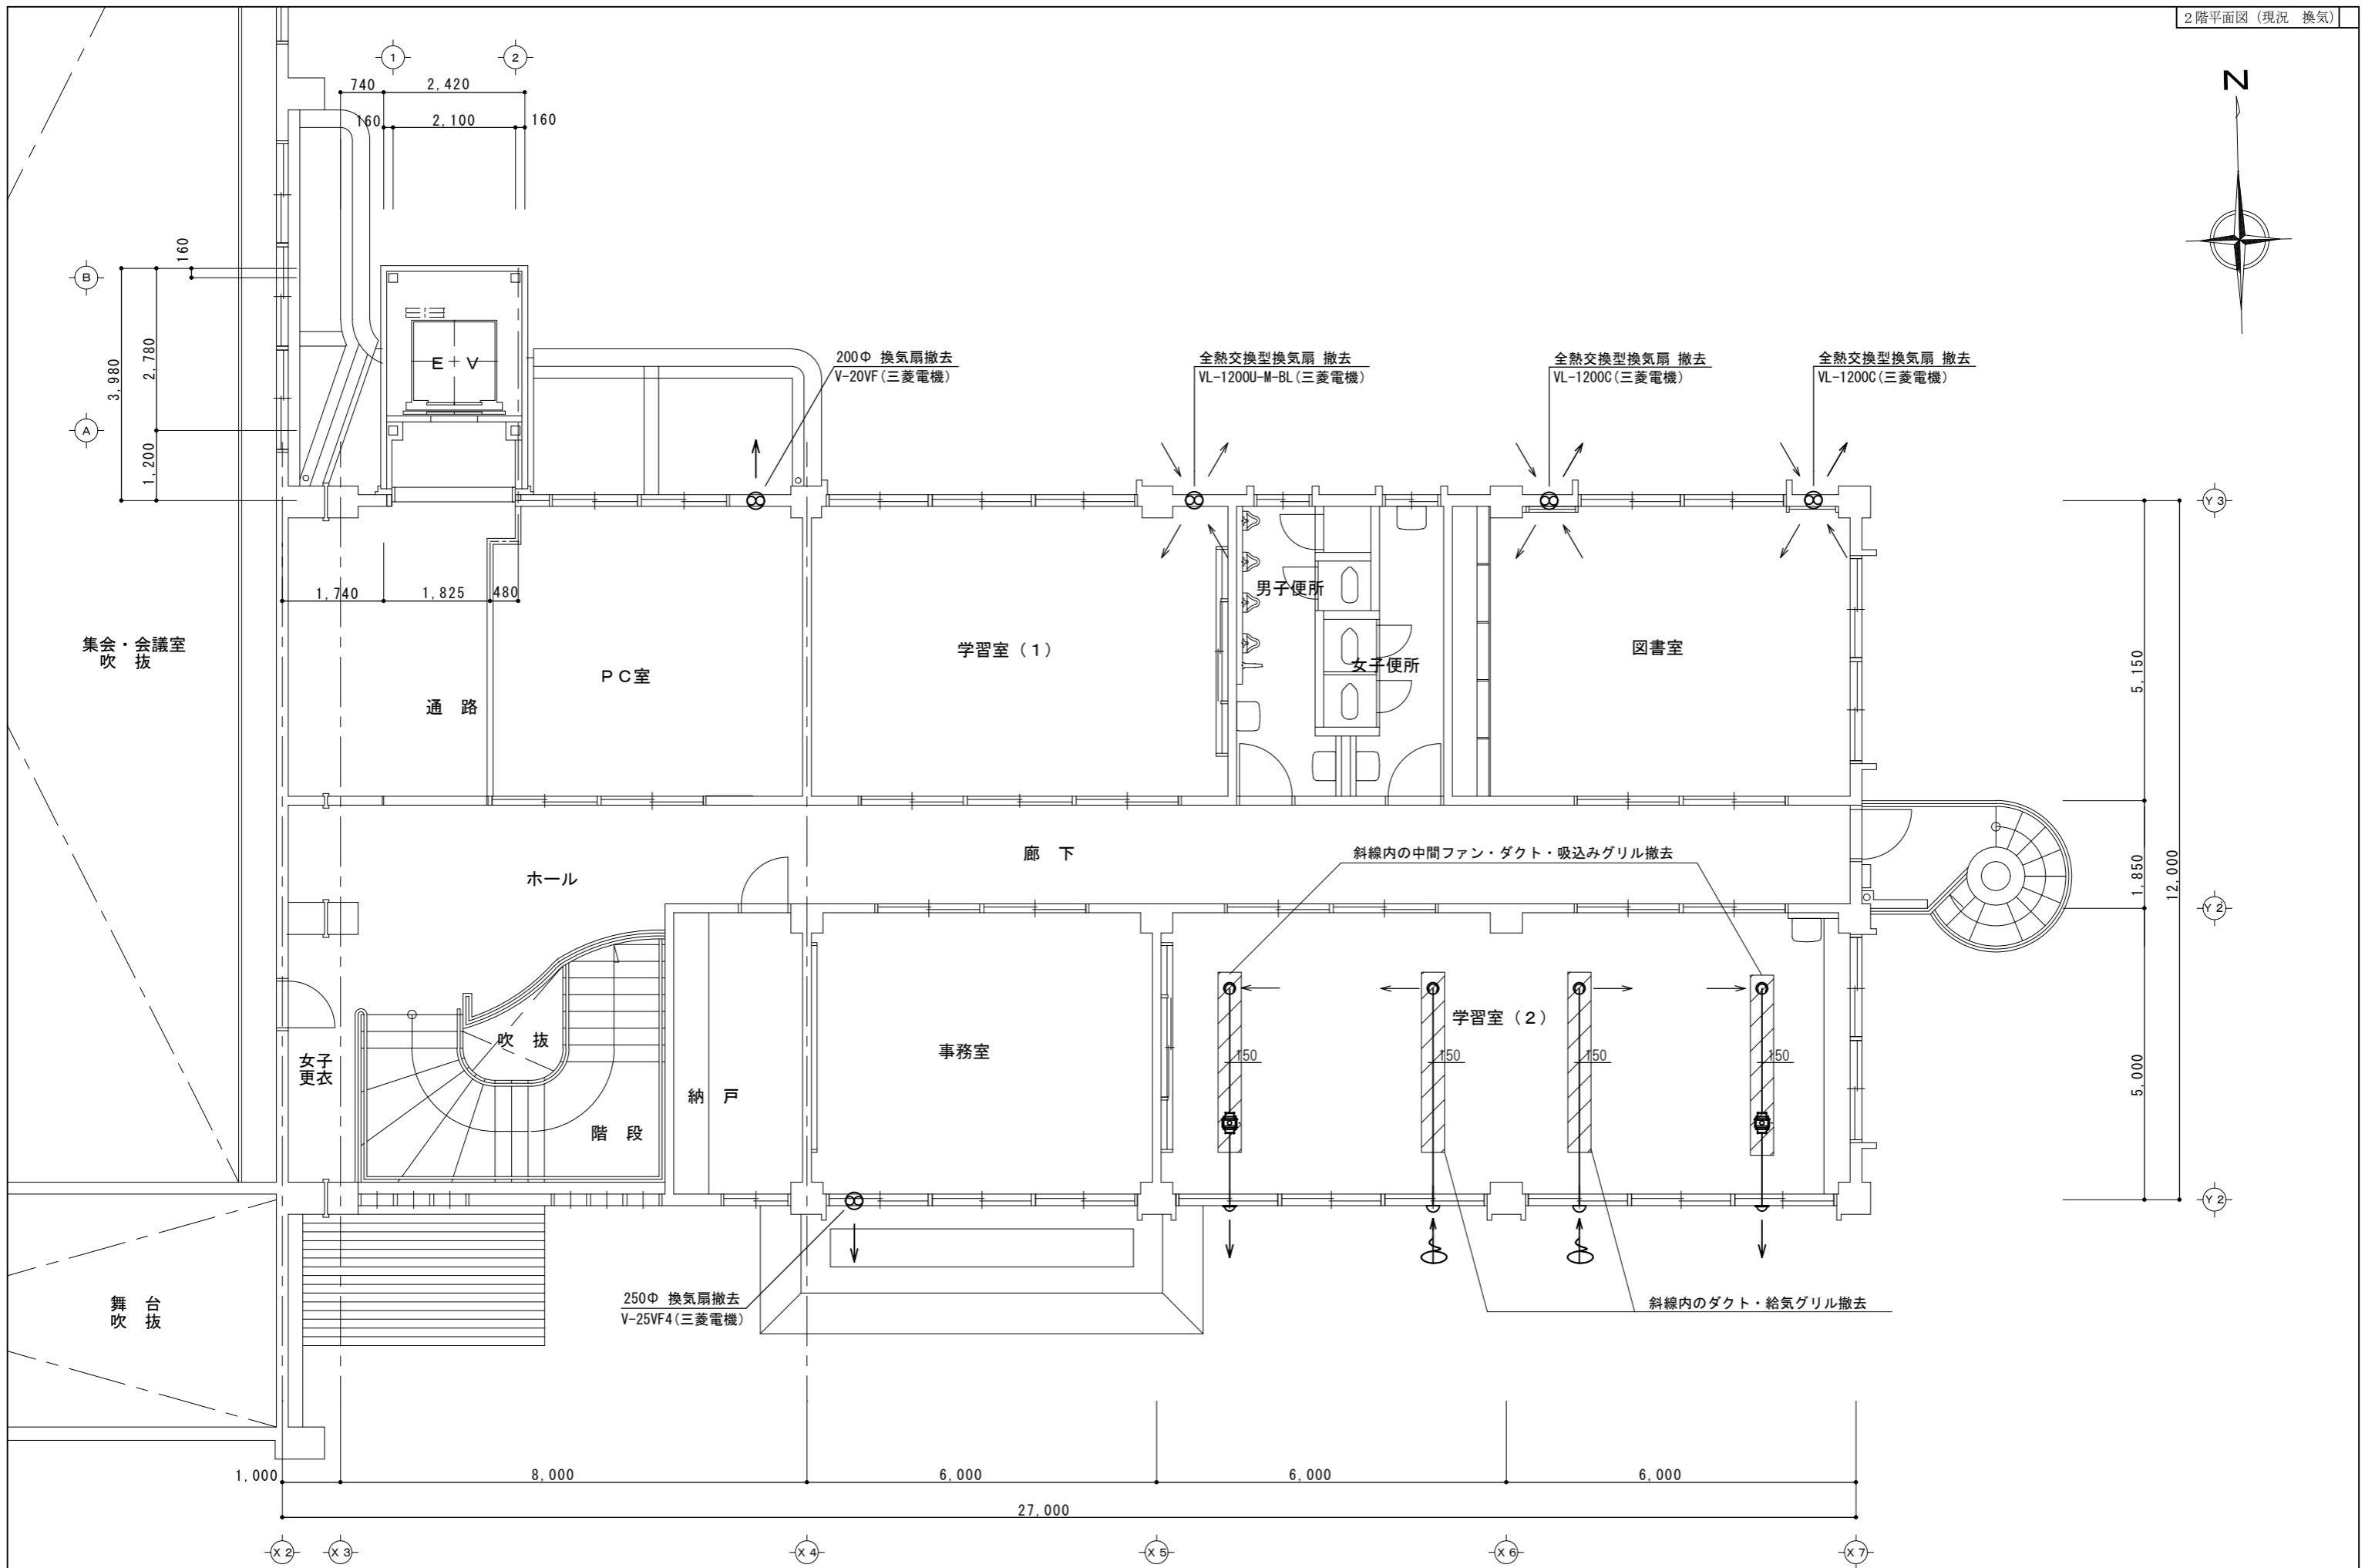 ２階平面図（現況　換気）
N
1
2
740
2,420
160
2,100
160
B
A
160
3,980
2,780
1,200
E V
200Φ 換気扇撤去
V-20VF(三菱電機)
全熱交換型換気扇 撤去
VL-1200U-M-BL(三菱電機)
全熱交換型換気扇 撤去
VL-1200C(三菱電機)
全熱交換型換気扇 撤去
VL-1200C(三菱電機)
Y 3
1,740
1,825
480
集会・会議室
吹　抜
通　路
ＰＣ室
学習室（１）
男子便所
女子便所
図書室
5,150
1,850
12,000
5,000
ホール
廊　下
斜線内の中間ファン・ダクト・吸込みグリル撤去
Y 2
吹　抜
女子
更衣
階　段
納　戸
事務室
学習室（２）
150
150
150
150
Y 2
舞　台
吹　抜
250Φ 換気扇撤去
V-25VF4(三菱電機)
斜線内のダクト・給気グリル撤去
1,000
8,000
6,000
6,000
6,000
27,000
X 2
X 3
X 4
X 5
X 6
X 7